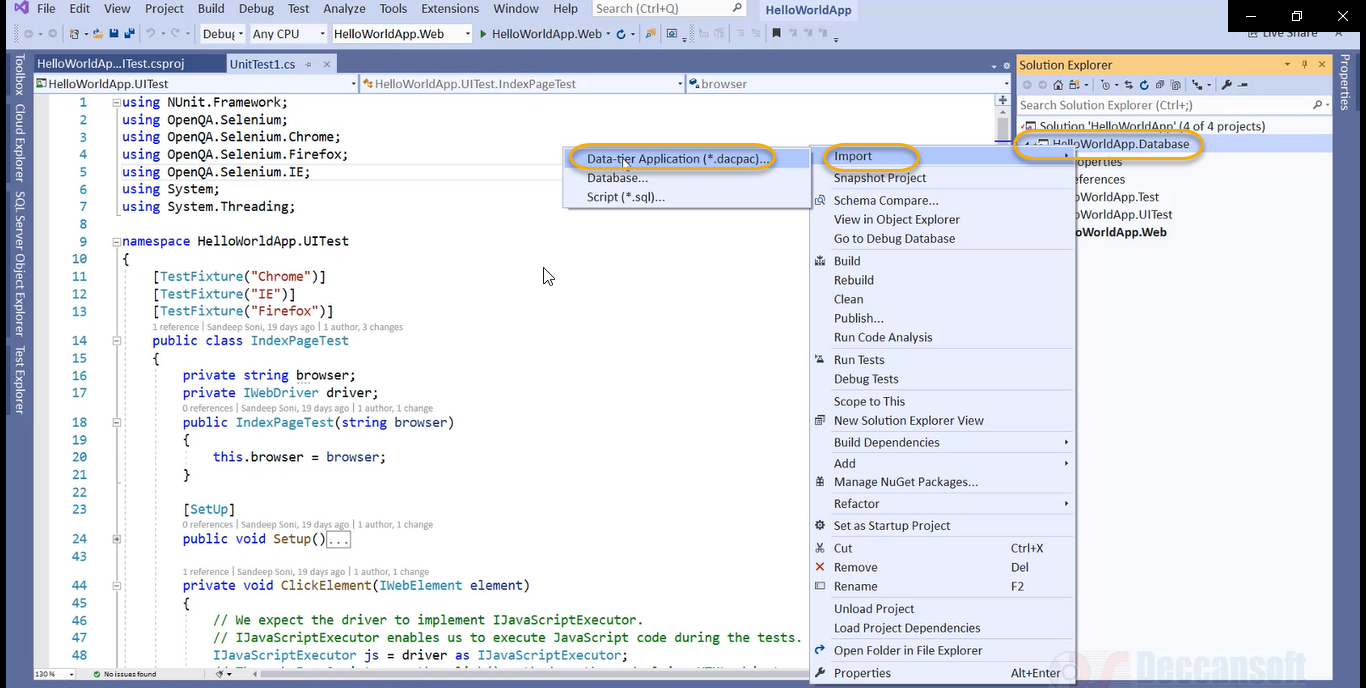 File Edit View Project Build Debug Test Analyze Tools Extensions Window Help Search (Ctrl+Q) HelloWorldApp
Debug Any CPU HelloWorldApp.Web HelloWorldApp.Web Live Share
HelloWorldAp...ITest.csproj UnitTest1.cs
HelloWorldApp.UITest HelloWorldApp.UITest.IndexPageTest browser
Toolbox
Cloud Explorer
SQL Server Object Explorer
Test Explorer
1 using NUnit.Framework;
2 using OpenQA.Selenium;
3 using OpenQA.Selenium.Chrome;
4 using OpenQA.Selenium.Firefox;
5 using OpenQA.Selenium.IE;
6 using System;
7 using System.Threading;
8
9 namespace HelloWorldApp.UITest
10 {
11 [TestFixture("Chrome")]
12 [TestFixture("IE")]
13 [TestFixture("Firefox")]
1 reference | Sandeep Soni, 19 days ago | 1 author, 3 changes
14 public class IndexPageTest
15 {
16 private string browser;
17 private IWebDriver driver;
0 references | Sandeep Soni, 19 days ago | 1 author, 1 change
18 public IndexPageTest(string browser)
19 {
20 this.browser = browser;
21 }
22
23 [SetUp]
0 references | Sandeep Soni, 19 days ago | 1 author, 1 change
24 public void Setup()...
43
1 reference | Sandeep Soni, 19 days ago | 1 author, 1 change
44 private void ClickElement(IWebElement element)
45 {
46 // We expect the driver to implement IJavaScriptExecutor.
47 // IJavaScriptExecutor enables us to execute JavaScript code during the tests.
48 IJavaScriptExecutor js = driver as IJavaScriptExecutor;
130 % No issues found
Data-tier Application (*.dacpac)...
Database...
Script (*.sql)...
Import
Snapshot Project
Schema Compare...
View in Object Explorer
Go to Debug Database
Build
Rebuild
Clean
Publish...
Run Code Analysis
Run Tests
Debug Tests
Scope to This
New Solution Explorer View
Build Dependencies
Add
Manage NuGet Packages...
Refactor
Set as Startup Project
Cut Ctrl+X
Remove Del
Rename F2
Unload Project
Load Project Dependencies
Open Folder in File Explorer
Properties Alt+Enter
Solution Explorer
Search Solution Explorer (Ctrl+;)
Solution 'HelloWorldApp' (4 of 4 projects)
HelloWorldApp.Database
operties
erences
loWorldApp.Test
loWorldApp.UITest
loWorldApp.Web
Properties
Deccansoft